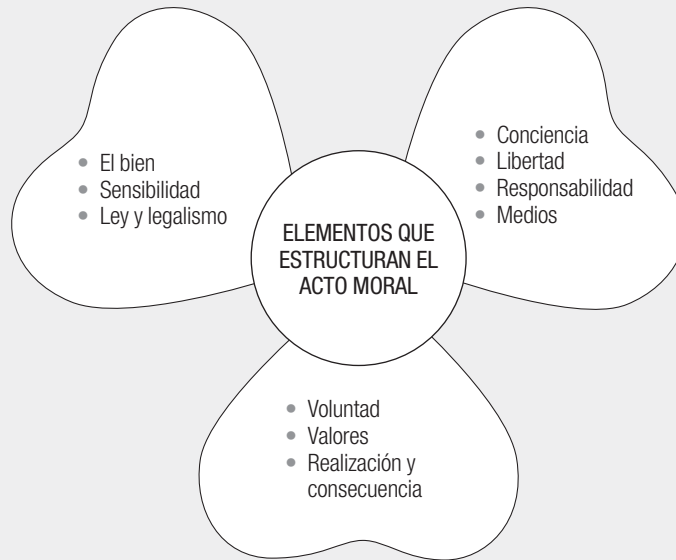 • El bien
• Sensibilidad
• Ley y legalismo
• Conciencia
• Libertad
• Responsabilidad
• Medios
ELEMENTOS QUE
ESTRUCTURAN EL
ACTO MORAL
• Voluntad
• Valores
• Realización y
consecuencia